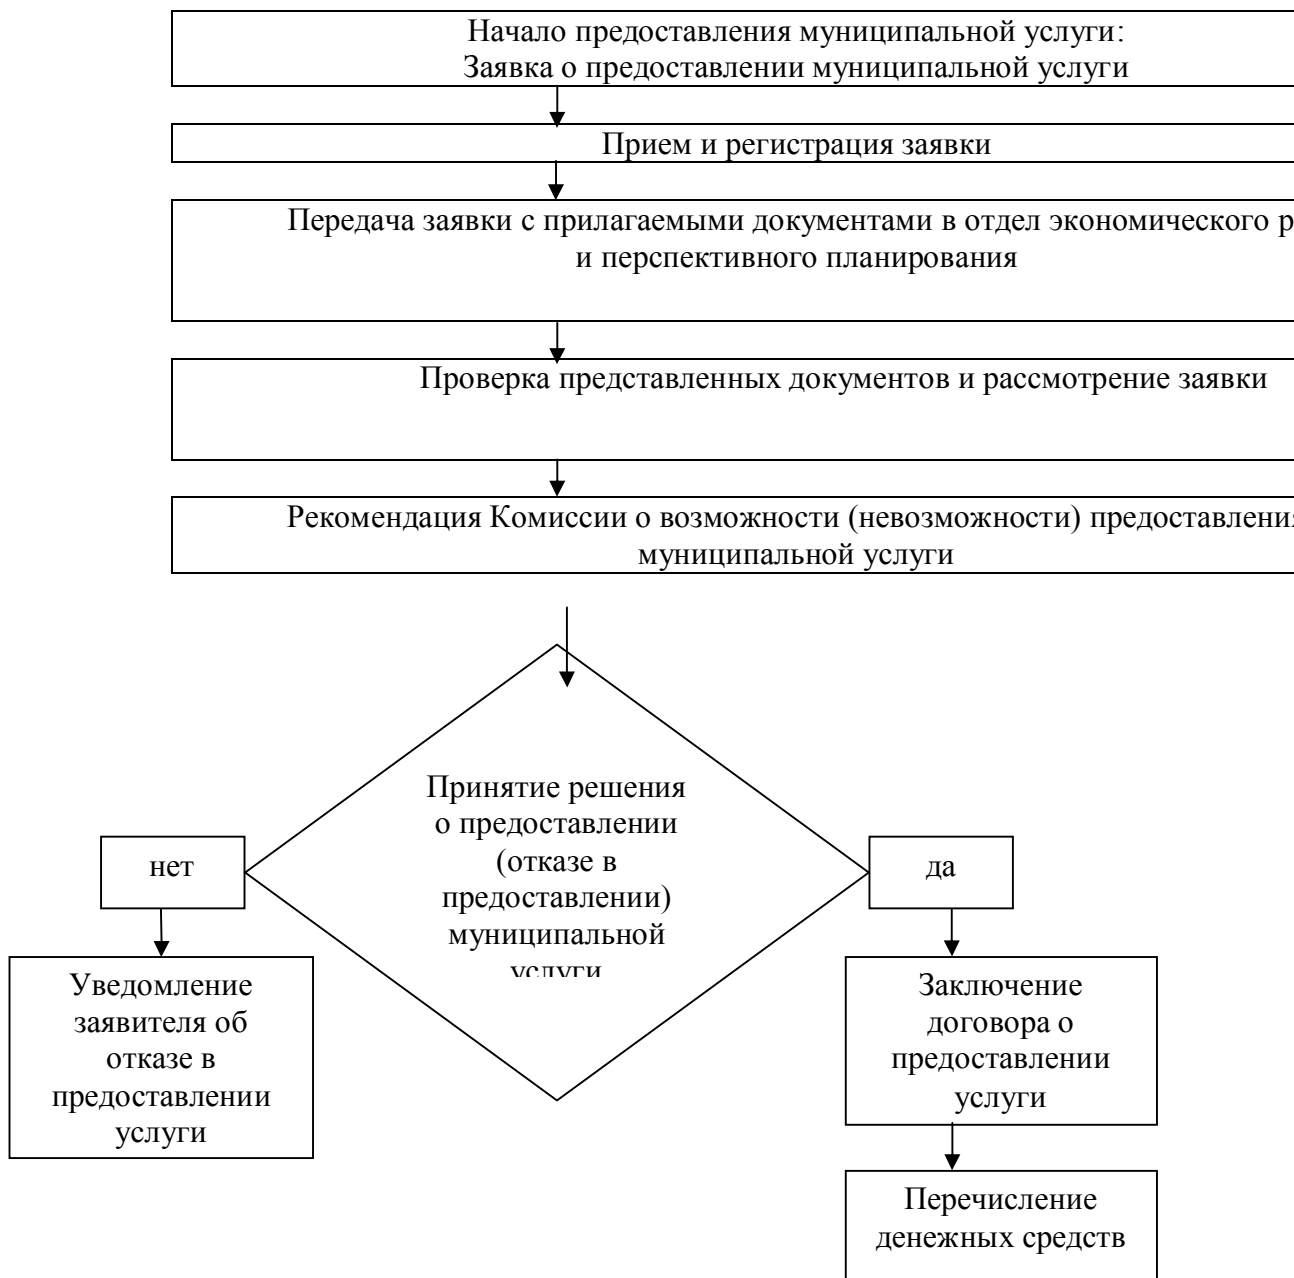 Начало предоставления муниципальной услуги:
Заявка о предоставлении муниципальной услуги
Прием и регистрация заявки
Передача заявки с прилагаемыми документами в отдел экономического р
и перспективного планирования
Проверка представленных документов и рассмотрение заявки
Рекомендация Комиссии о возможности (невозможности) предоставления
муниципальной услуги
Принятие решения
о предоставлении
(отказе в
предоставлении)
муниципальной
услуги
нет
да
Уведомление
заявителя об
отказе в
предоставлении
услуги
Заключение
договора о
предоставлении
услуги
Перечисление
денежных средств